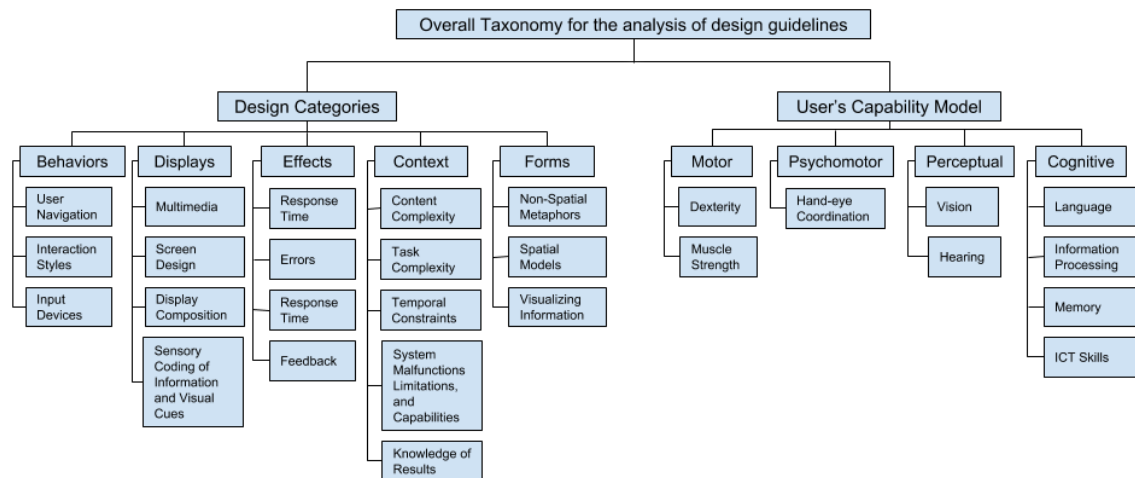 Overall Taxonomy for the analysis of design guidelines
Design Categories
User's Capability Model
Behaviors
Displays
Effects
Context
Forms
Motor
Psychomotor
Perceptual
Cognitive
User
Navigation
Interaction
Styles
Input
Devices
Multimedia
Screen
Design
Display
Composition
Sensory
Coding of
Information
and Visual
Cues
Response
Time
Errors
Response
Time
Feedback
Content
Complexity
Task
Complexity
Temporal
Constraints
System
Malfunctions
Limitations,
and
Capabilities
Knowledge of
Results
Non-Spatial
Metaphors
Spatial
Models
Visualizing
Information
Dexterity
Muscle
Strength
Hand-eye
Coordination
Vision
Hearing
Language
Information
Processing
Memory
ICT Skills